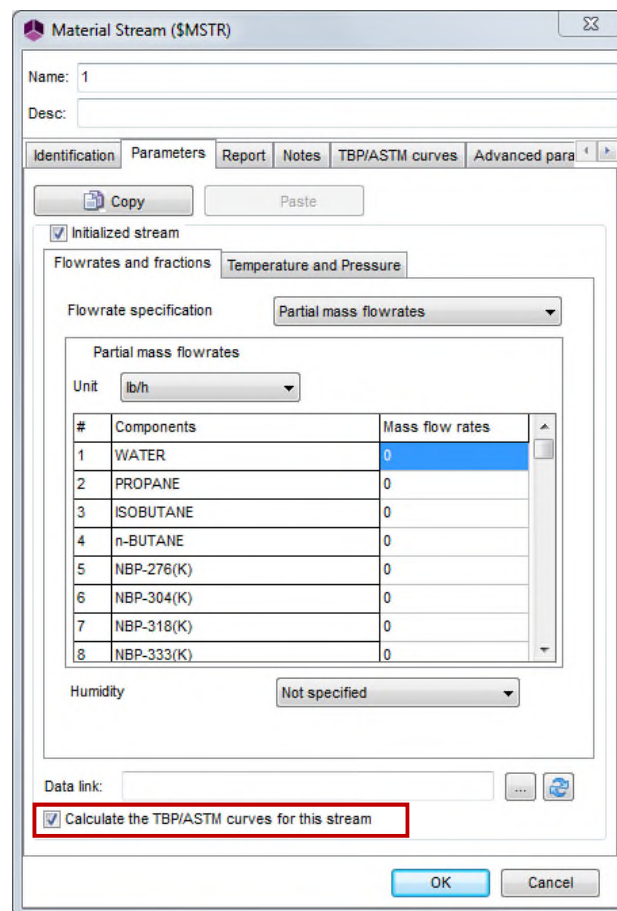 Material Stream ($MSTR)
Name: 1
Desc:
Identification Parameters Report Notes TBP/ASTM curves Advanced para
Copy Paste
Initialized stream
Flowrates and fractions Temperature and Pressure
Flowrate specification Partial mass flowrates
Partial mass flowrates
Unit lb/h
# Components Mass flow rates
1 WATER 0
2 PROPANE 0
3 ISOBUTANE 0
4 n-BUTANE 0
5 NBP-276(K) 0
6 NBP-304(K) 0
7 NBP-318(K) 0
8 NBP-333(K) 0
Humidity Not specified
Data link: ...
Calculate the TBP/ASTM curves for this stream
OK Cancel